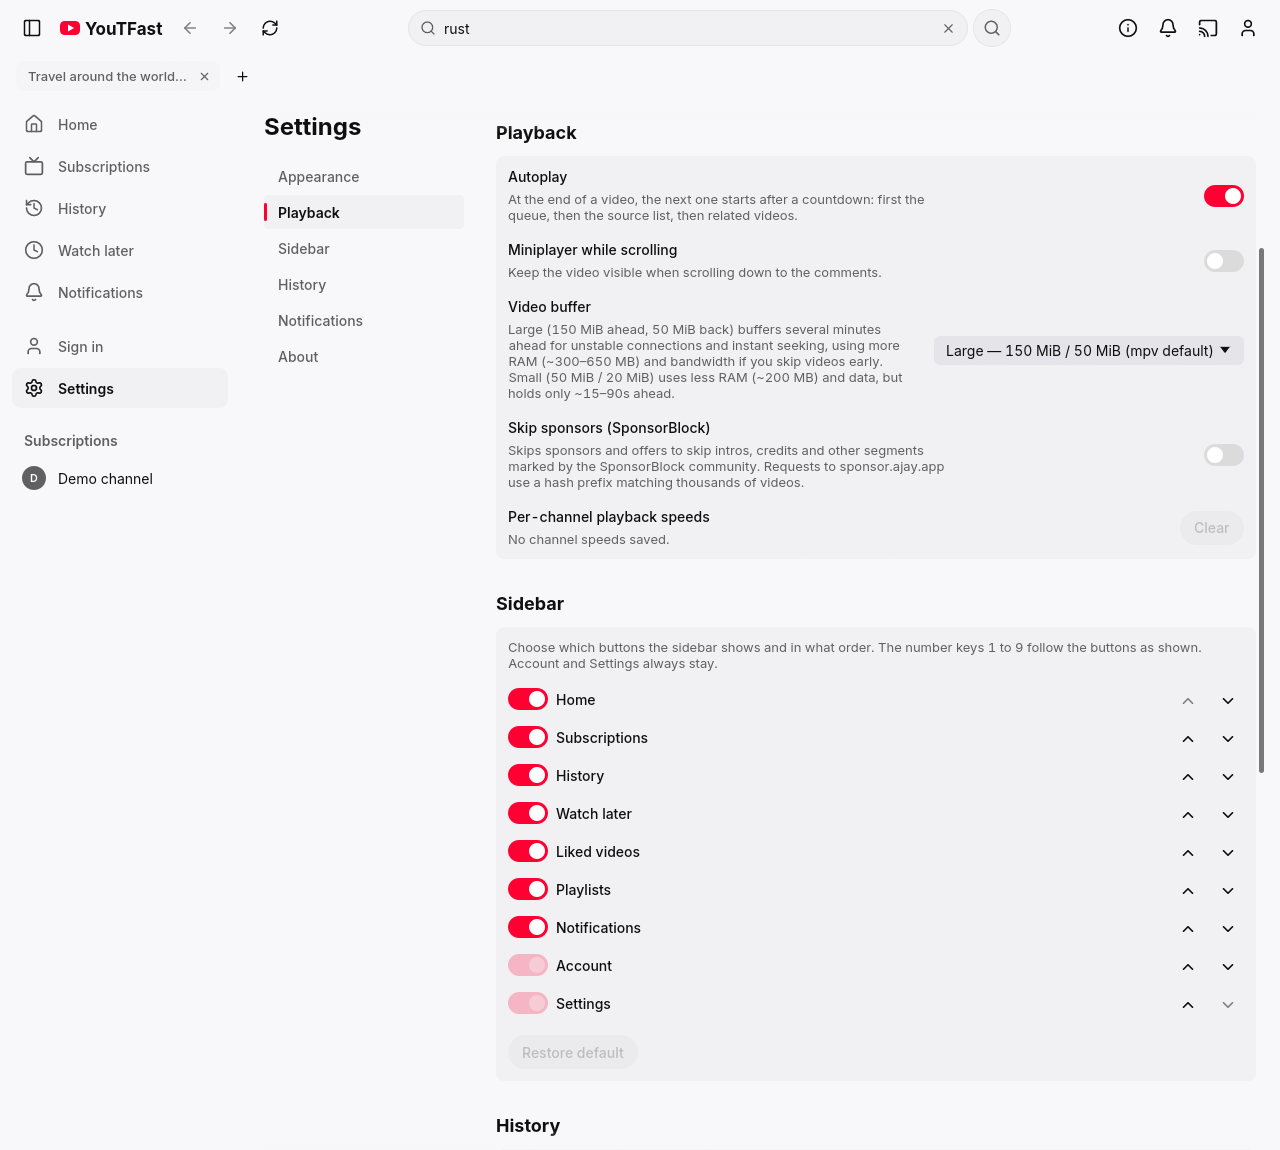 YouTFast
rust
Travel around the world...
Home
Subscriptions
History
Watch later
Notifications
Sign in
Settings
Subscriptions
D
Demo channel
Settings
Appearance
Playback
Sidebar
History
Notifications
About
Playback
Autoplay
At the end of a video, the next one starts after a countdown: first the
queue, then the source list, then related videos.
Miniplayer while scrolling
Keep the video visible when scrolling down to the comments.
Video buffer
Large (150 MiB ahead, 50 MiB back) buffers several minutes
ahead for unstable connections and instant seeking, using more
RAM (~300–650 MB) and bandwidth if you skip videos early.
Small (50 MiB / 20 MiB) uses less RAM (~200 MB) and data, but
holds only ~15–90s ahead.
Large — 150 MiB / 50 MiB (mpv default)
Skip sponsors (SponsorBlock)
Skips sponsors and offers to skip intros, credits and other segments
marked by the SponsorBlock community. Requests to sponsor.ajay.app
use a hash prefix matching thousands of videos.
Per-channel playback speeds
No channel speeds saved.
Clear
Sidebar
Choose which buttons the sidebar shows and in what order. The number keys 1 to 9 follow the buttons as shown.
Account and Settings always stay.
Home
Subscriptions
History
Watch later
Liked videos
Playlists
Notifications
Account
Settings
Restore default
History